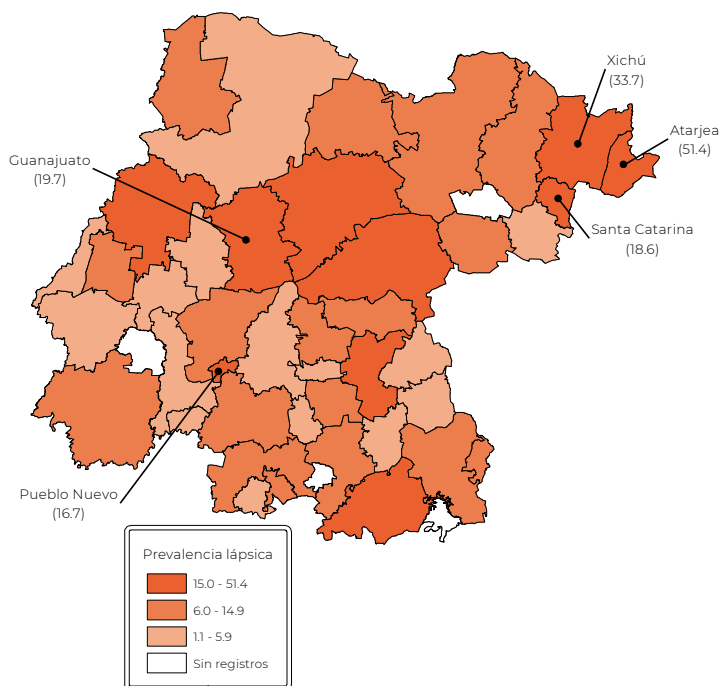 Xichú
(33.7)
Atarjea
(51.4)
Guanajuato
(19.7)
Santa Catarina
(18.6)
Pueblo Nuevo
(16.7)
Prevalencia lápsica
15.0 - 51.4
6.0 - 14.9
1.1 - 5.9
Sin registros